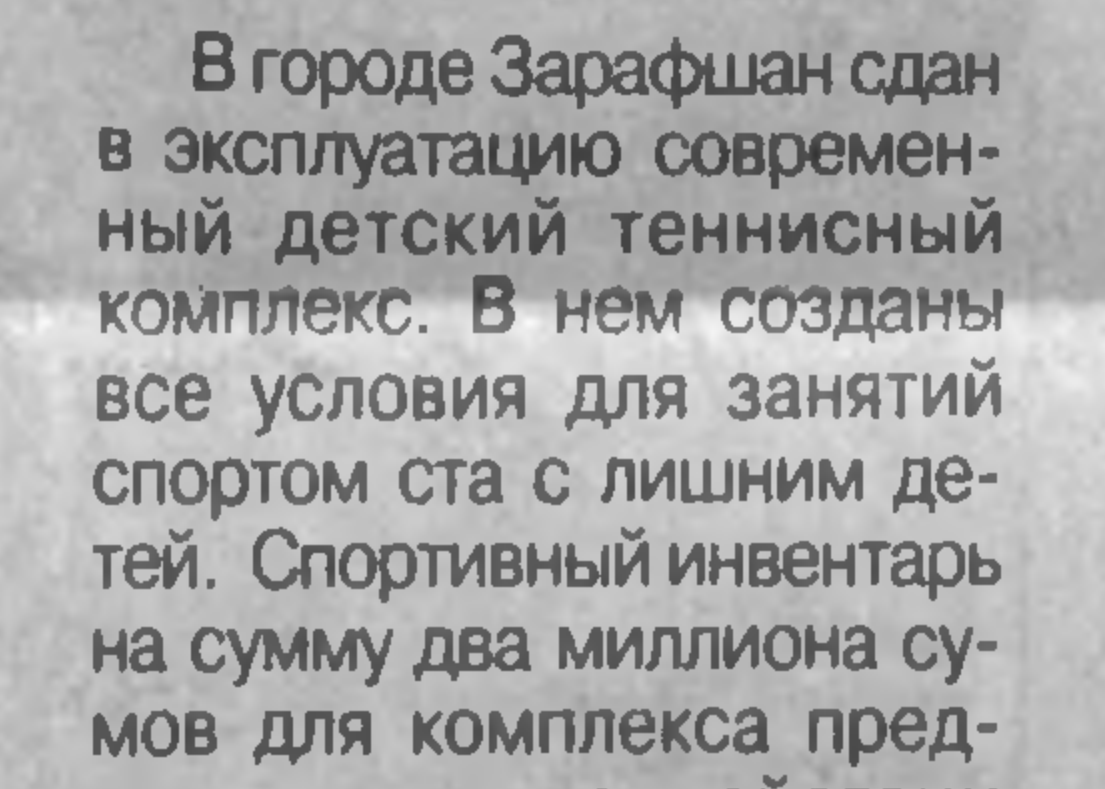 В городе Зарафшан сдан
в эксплуатацию современ-
ный детский теннисный
комплекс. В нем созданы
все условия для занятий
спортом ста с лишним де-
тей. Спортивный инвентарь
на сумму два миллиона су-
мов для комплекса пред-